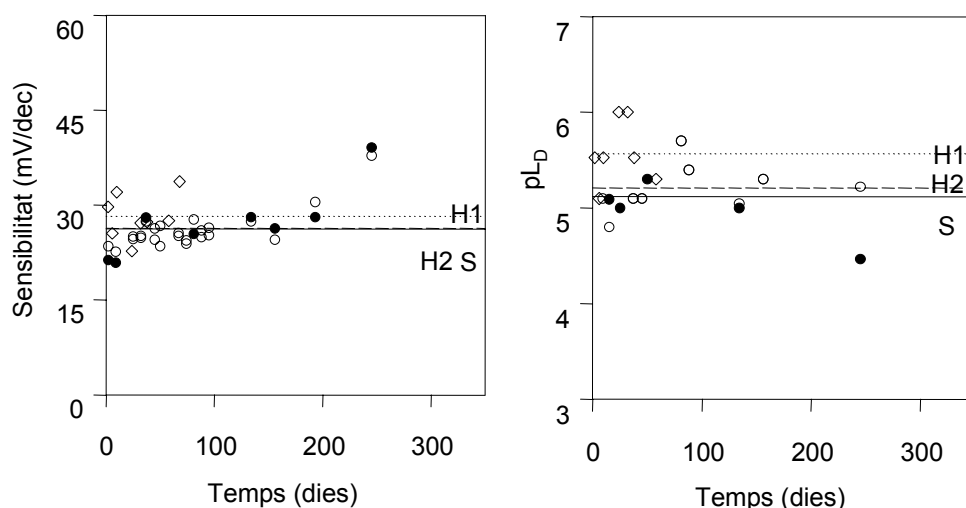 60
45
30
15
0
Sensibilitat (mV/dec)
H1
H2 S
0 100 200 300
Temps (dies)
7
6
5
4
3
pLD
H1
H2
S
0 100 200 300
Temps (dies)